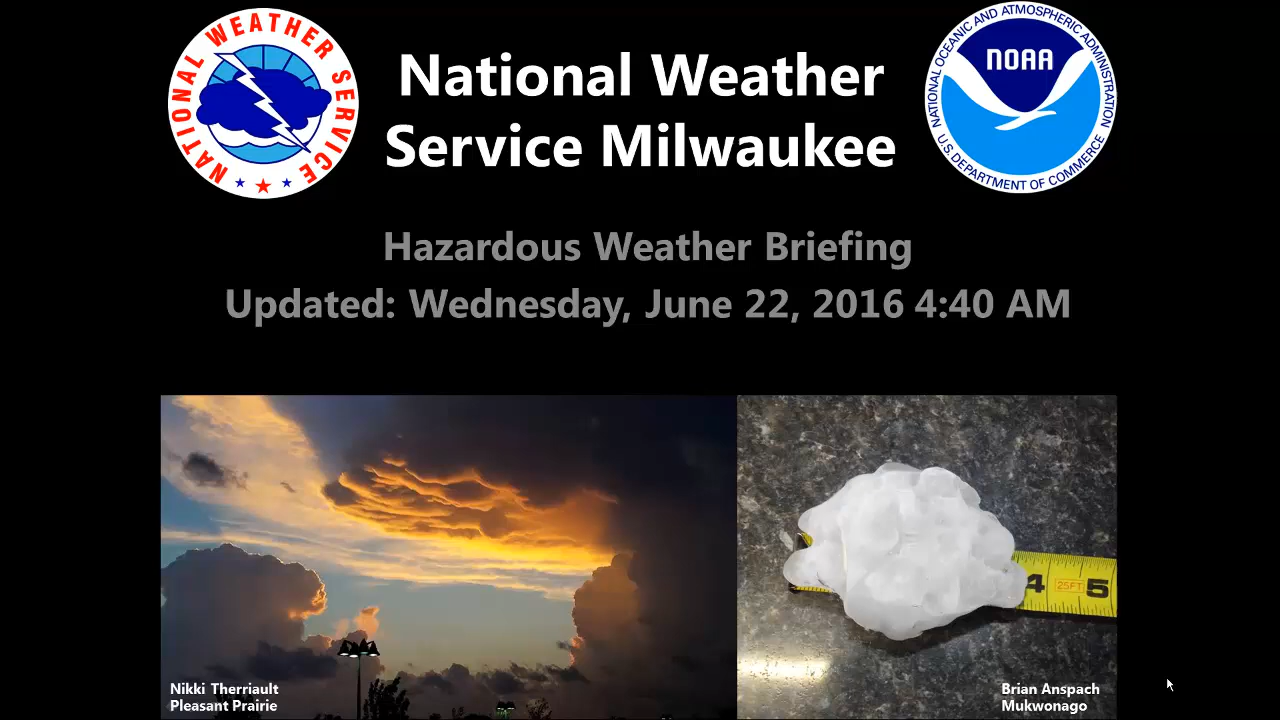 NATIONAL WEATHER SERVICE
National Weather
Service Milwaukee
NOAA
NATIONAL OCEANIC AND ATMOSPHERIC ADMINISTRATION
U.S. DEPARTMENT OF COMMERCE
Hazardous Weather Briefing
Updated: Wednesday, June 22, 2016 4:40 AM
4 25FT 5
Nikki Therriault
Pleasant Prairie
Brian Anspach
Mukwonago